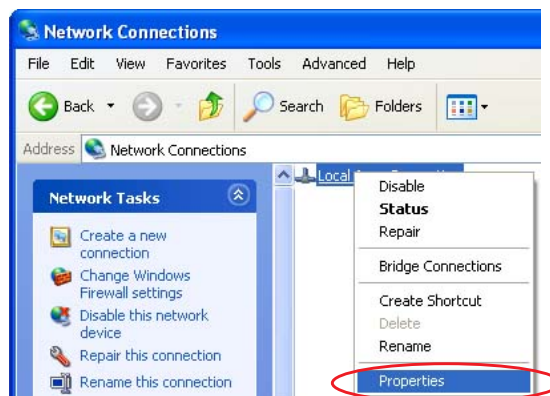 Network Connections
File Edit View Favorites Tools Advanced Help
Back Search Folders
Address Network Connections
Network Tasks
Create a new
connection
Change Windows
Firewall settings
Disable this network
device
Repair this connection
Rename this connection
Local
Disable
Status
Repair
Bridge Connections
Create Shortcut
Delete
Rename
Properties